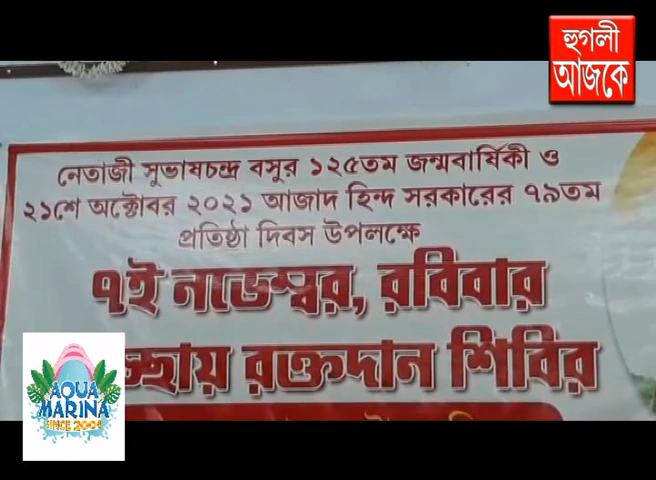 হুগলী
আজকে
নেতাজী সুভাষচন্দ্র বসুর ১২৫তম জন্মবার্ষিকী ও
২১শে অক্টোবর ২০২১ আজাদ হিন্দ সরকারের ৭৯তম
প্রতিষ্ঠা দিবস উপলক্ষে
৭ই নভেম্বর, রবিবার
চ্ছায় রক্তদান শিবির
AQUA
MARINA
SINCE 2004